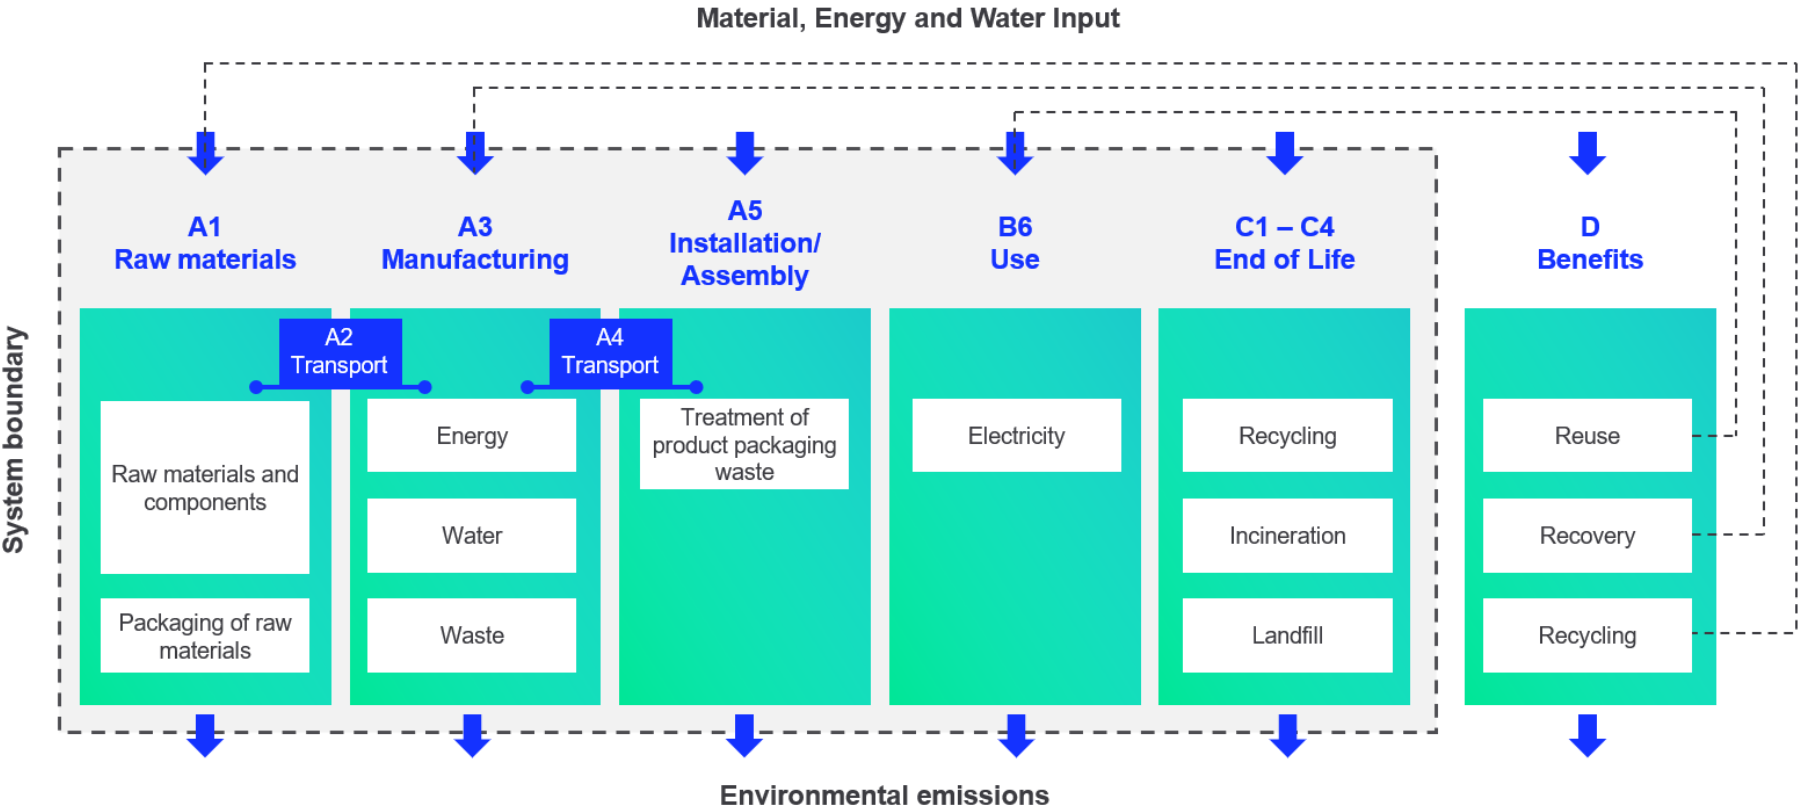 Material, Energy and Water Input
System boundary
A1
Raw materials
A3
Manufacturing
A5
Installation/
Assembly
B6
Use
C1 – C4
End of Life
D
Benefits
A2
Transport
A4
Transport
Raw materials and
components
Packaging of raw
materials
Energy
Water
Waste
Treatment of
product packaging
waste
Electricity
Recycling
Incineration
Landfill
Reuse
Recovery
Recycling
Environmental emissions